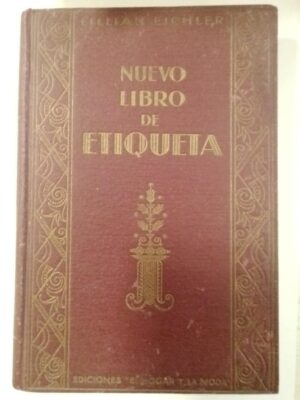 LILLIAN EICHLER
NUEVO
LIBRO
DE
ETIQUETA
EDICIONES "EL HOGAR Y LA MODA"